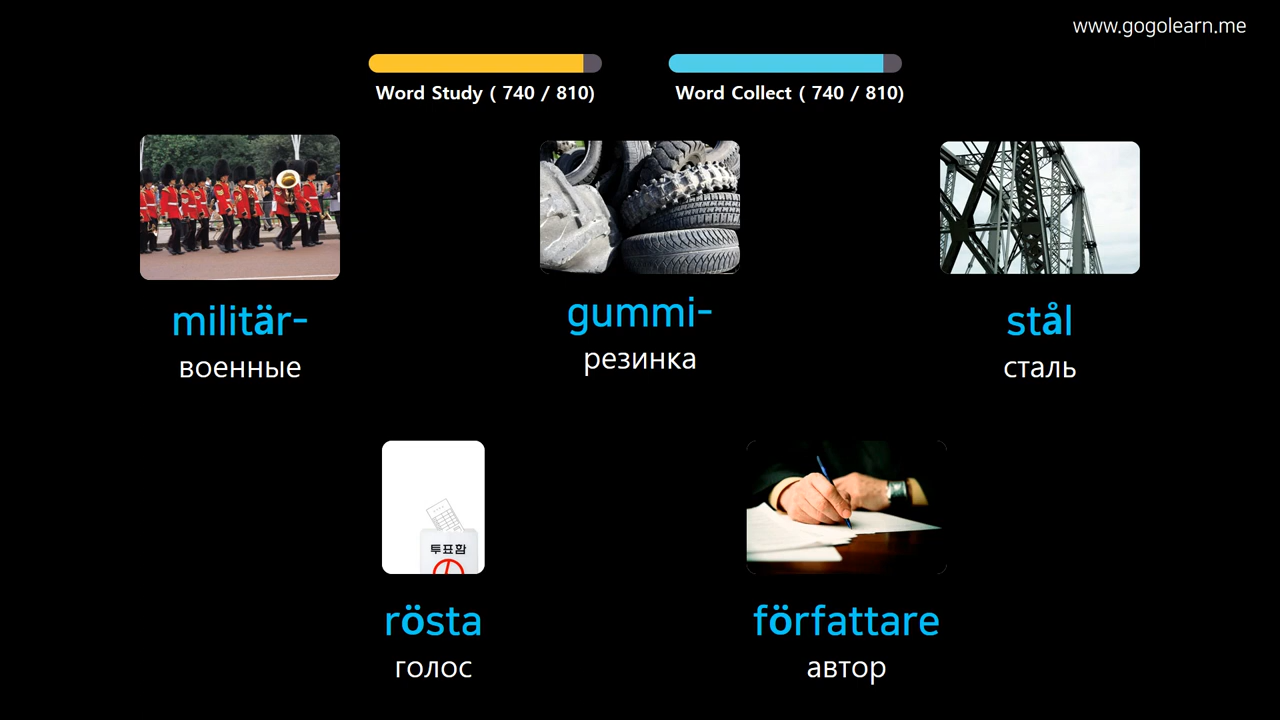 www.gogolearn.me
Word Study ( 740 / 810)
Word Collect ( 740 / 810)
militär-
военные
gummi-
резинка
stål
сталь
투표함
rösta
голос
författare
автор